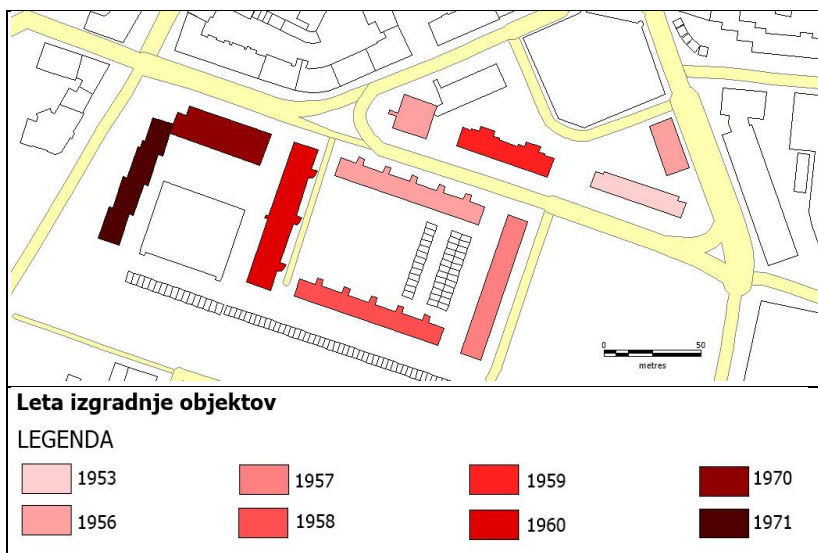 0 50
metres
Leta izgradnje objektov
LEGENDA
1953 1957 1959 1970
1956 1958 1960 1971